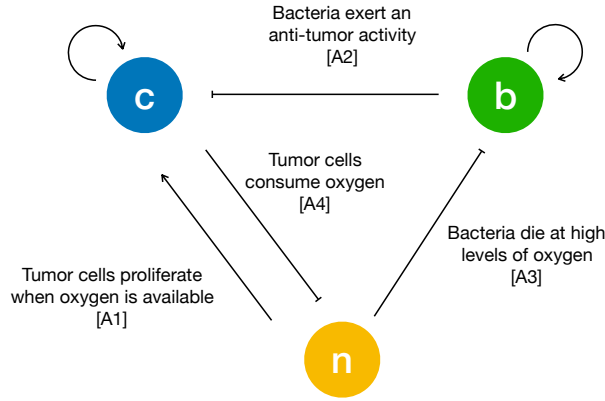 Bacteria exert an
anti-tumor activity
[A2]
c
b
Tumor cells
consume oxygen
[A4]
Bacteria die at high
levels of oxygen
[A3]
Tumor cells proliferate
when oxygen is available
[A1]
n